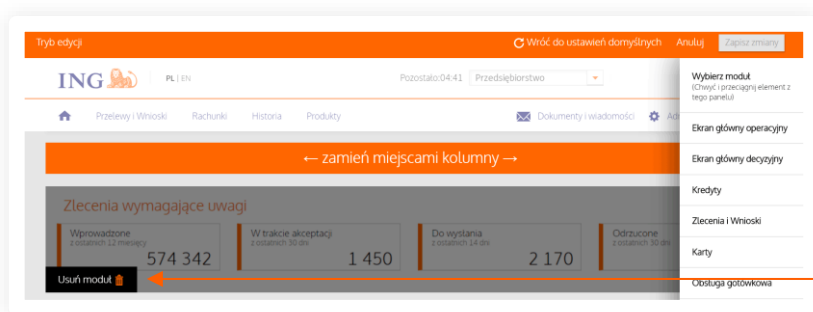 Tryb edycji
Wróć do ustawień domyślnych Anuluj Zapisz zmiany
ING PL | EN Pozostało:04:41 Przedsiębiorstwo
Przelewy i Wnioski Rachunki Historia Produkty Dokumenty i wiadomości
← zamień miejscami kolumny →
Zlecenia wymagające uwagi
Wprowadzone
z ostatnich 12 miesięcy
574 342
W trakcie akceptacji
z ostatnich 30 dni
1 450
Do wysłania
z ostatnich 14 dni
2 170
Odrzucone
z ostatnich 30 dni
Usuń moduł
Wybierz moduł
(Chwyć i przeciągnij element z
tego panelu)
Ekran główny operacyjny
Ekran główny decyzyjny
Kredyty
Zlecenia i Wnioski
Karty
Obsługa gotówkowa